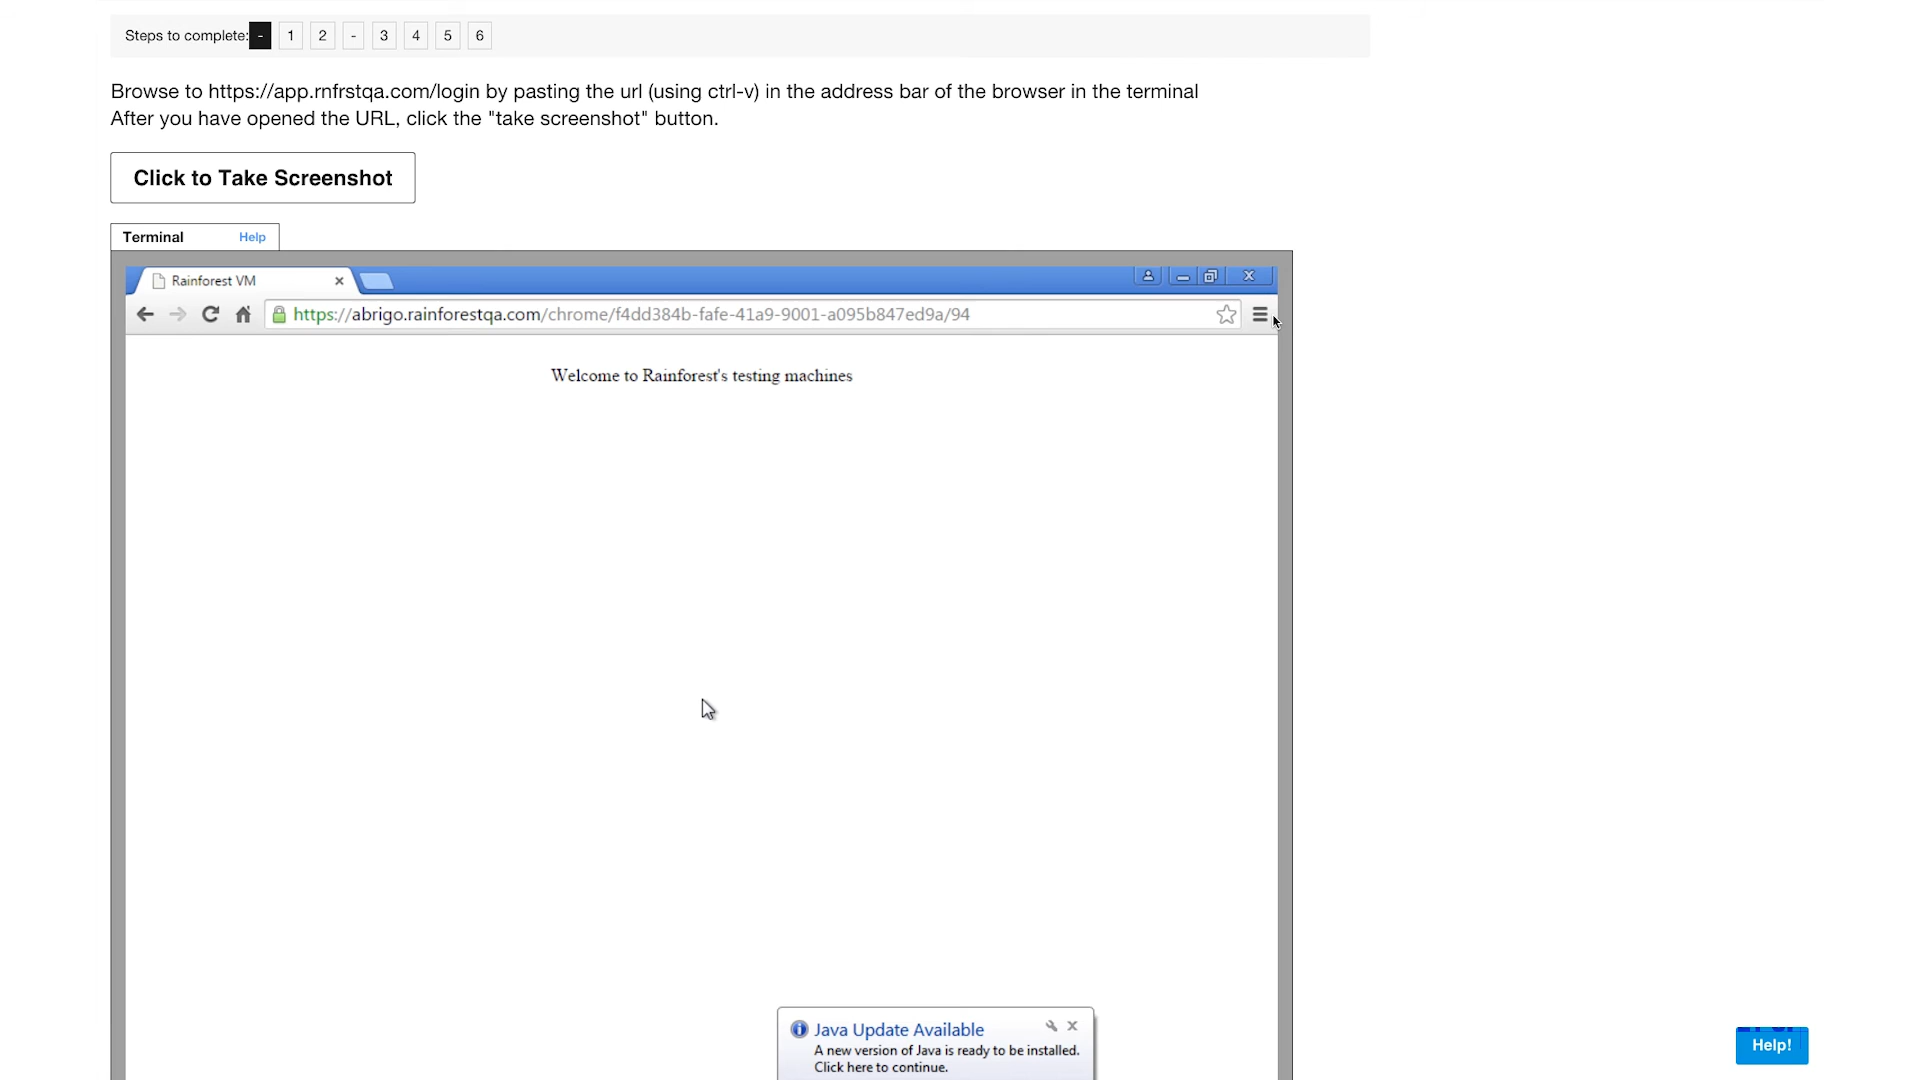 Steps to complete: - 1 2 - 3 4 5 6
Browse to https://app.rnfrstqa.com/login by pasting the url (using ctrl-v) in the address bar of the browser in the terminal
After you have opened the URL, click the "take screenshot" button.
Click to Take Screenshot
Terminal Help
Rainforest VM
https://abrigo.rainforestqa.com/chrome/f4dd384b-fafe-41a9-9001-a095b847ed9a/94
Welcome to Rainforest's testing machines
Java Update Available
A new version of Java is ready to be installed.
Click here to continue.
Help!